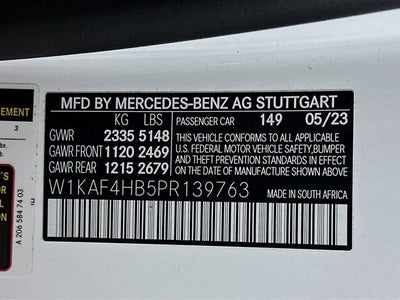 MFD BY MERCEDES-BENZ AG STUTTGART
KG LBS
PASSENGER CAR 149 05/23
GVWR 2335 5148
GAWR FRONT 1120 2469
GAWR REAR 1215 2679
THIS VEHICLE CONFORMS TO ALL APPLICABLE
U.S. FEDERAL MOTOR VEHICLE SAFETY, BUMPER
AND THEFT PREVENTION STANDARDS IN EFFECT
ON THE DATE OF MANUFACTURE SHOWN ABOVE.
W1KAF4HB5PR139763
MADE IN SOUTH AFRICA
EMENT
3
A 206 584 74 03